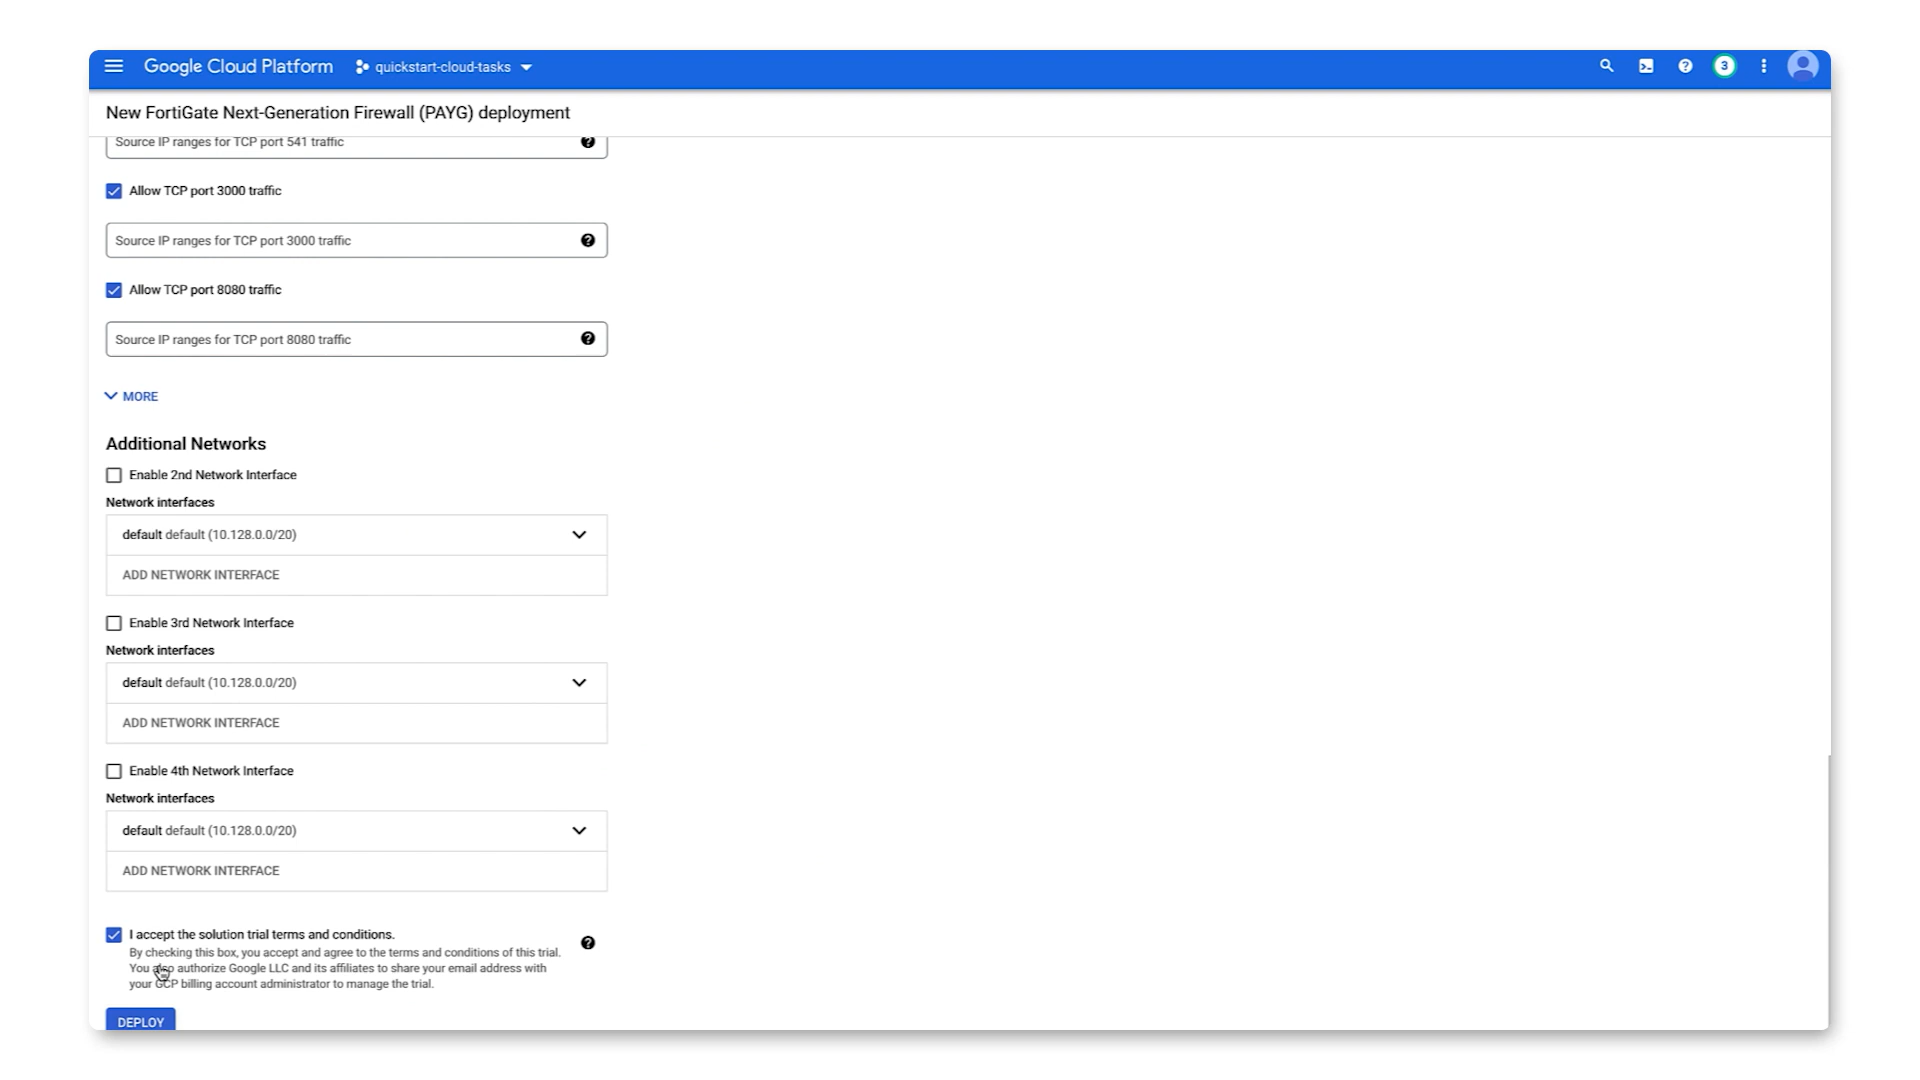 Google Cloud Platform
quickstart-cloud-tasks
3
New FortiGate Next-Generation Firewall (PAYG) deployment
Source IP ranges for TCP port 541 traffic
Allow TCP port 3000 traffic
Source IP ranges for TCP port 3000 traffic
Allow TCP port 8080 traffic
Source IP ranges for TCP port 8080 traffic
MORE
Additional Networks
Enable 2nd Network Interface
Network interfaces
default default (10.128.0.0/20)
ADD NETWORK INTERFACE
Enable 3rd Network Interface
Network interfaces
default default (10.128.0.0/20)
ADD NETWORK INTERFACE
Enable 4th Network Interface
Network interfaces
default default (10.128.0.0/20)
ADD NETWORK INTERFACE
I accept the solution trial terms and conditions.
By checking this box, you accept and agree to the terms and conditions of this trial.
You also authorize Google LLC and its affiliates to share your email address with
your GCP billing account administrator to manage the trial.
DEPLOY